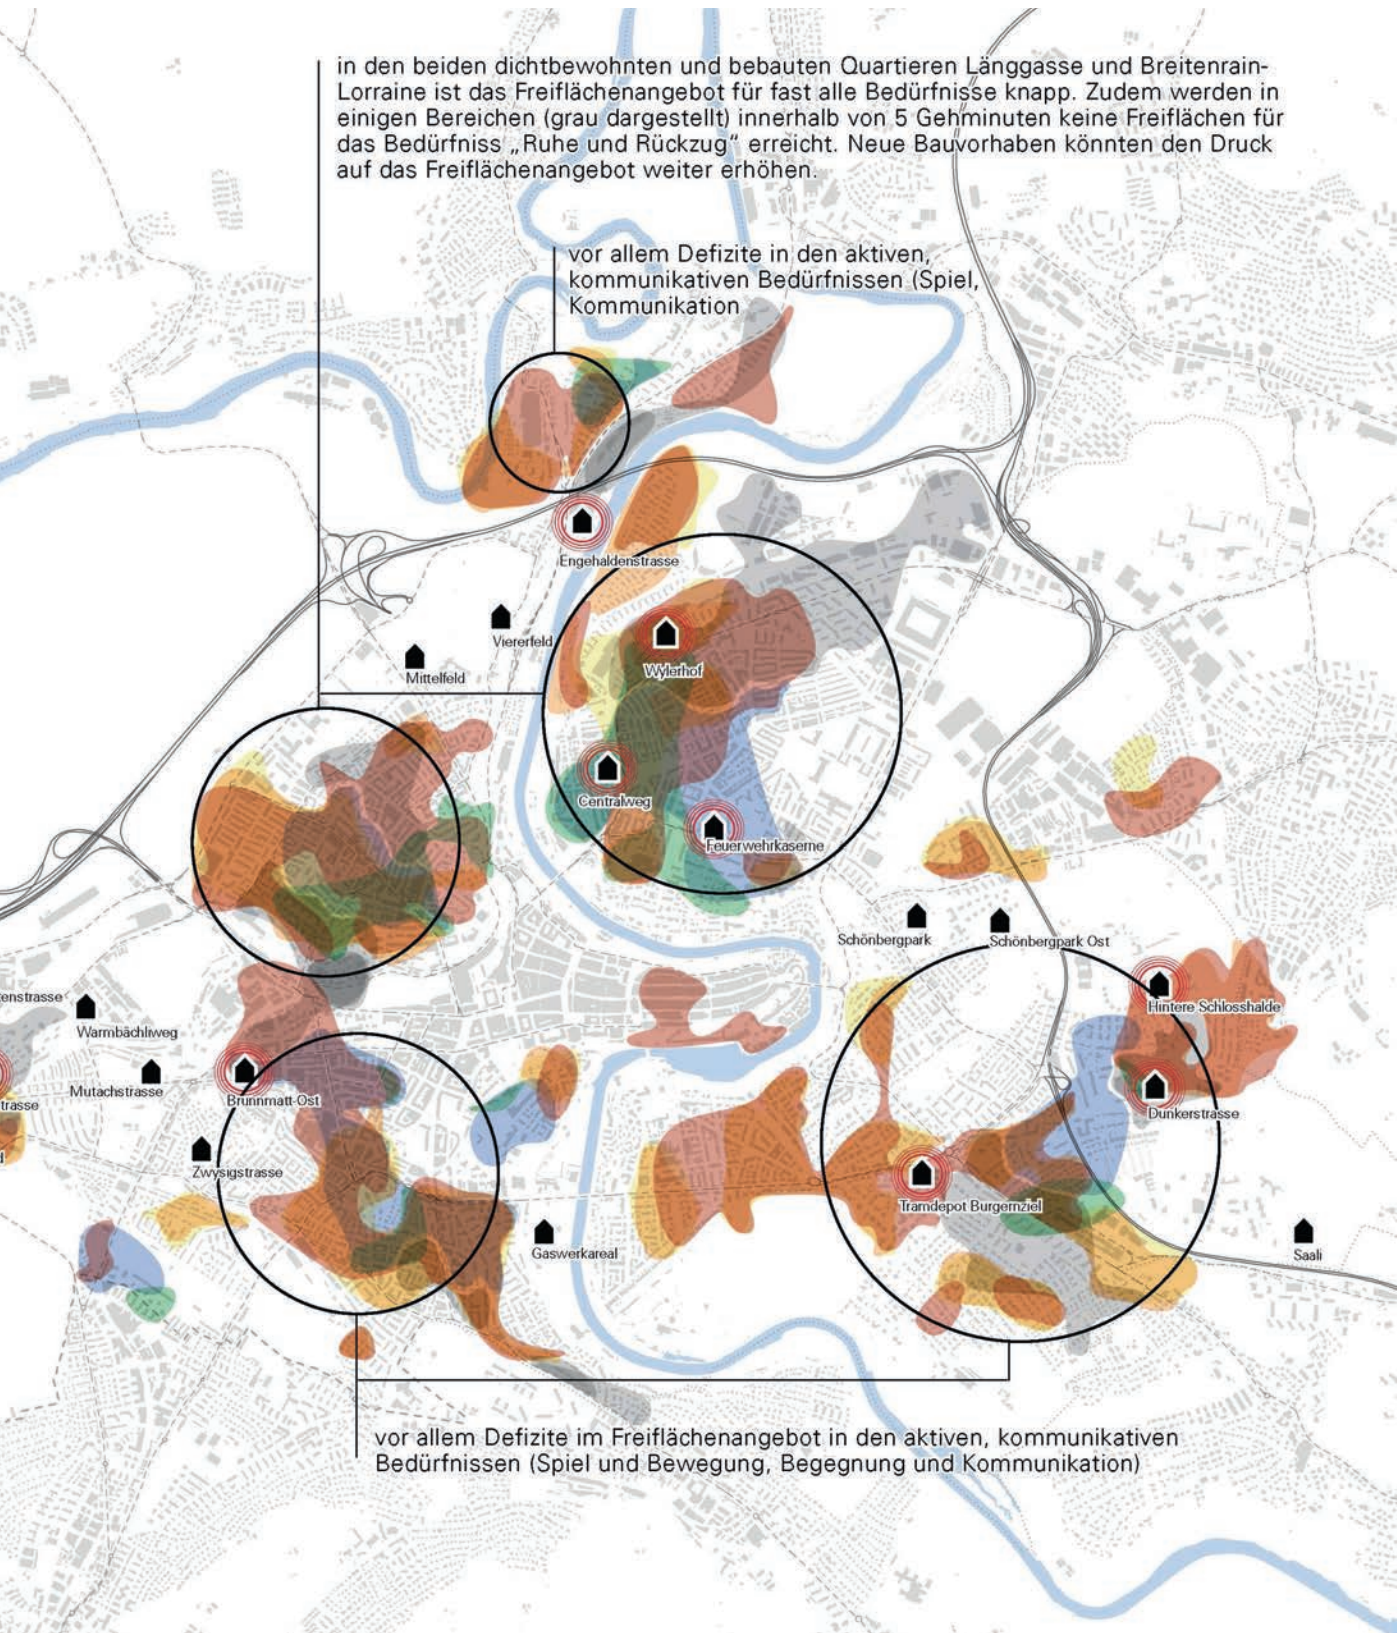 in den beiden dichtbewohnten und bebauten Quartieren Länggasse und Breitenrain-
Lorraine ist das Freiflächenangebot für fast alle Bedürfnisse knapp. Zudem werden in
einigen Bereichen (grau dargestellt) innerhalb von 5 Gehminuten keine Freiflächen für
das Bedürfniss „Ruhe und Rückzug“ erreicht. Neue Bauvorhaben könnten den Druck
auf das Freiflächenangebot weiter erhöhen.
vor allem Defizite in den aktiven,
kommunikativen Bedürfnissen (Spiel,
Kommunikation
Engehaldenstrasse
Viererfeld
Mittelfeld
Wylerhof
Centralweg
Feuerwehrkaserne
Schönbergpark
Schönbergpark Ost
enstrasse
Warmbächliweg
Hintere Schlosshalde
Mutachstrasse
Brunnmatt-Ost
trasse
Dunkerstrasse
Zwysigstrasse
Tramdepot Burgernziel
Gaswerkareal
Saali
vor allem Defizite im Freiflächenangebot in den aktiven, kommunikativen
Bedürfnissen (Spiel und Bewegung, Begegnung und Kommunikation)